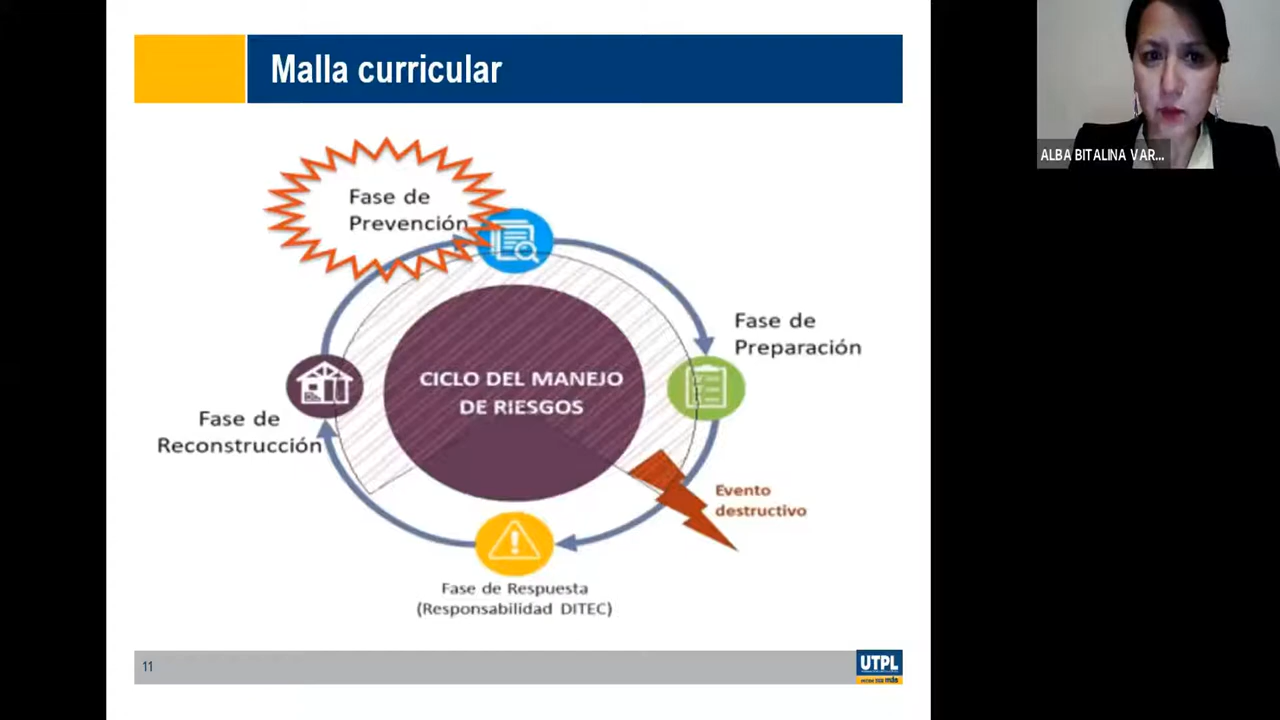 Malla curricular
ALBA BITALINA VAR...
Fase de
Prevención
Fase de
Preparación
CICLO DEL MANEJO
DE RIESGOS
Fase de
Reconstrucción
Evento
destructivo
Fase de Respuesta
(Responsabilidad DITEC)
11
UTPL